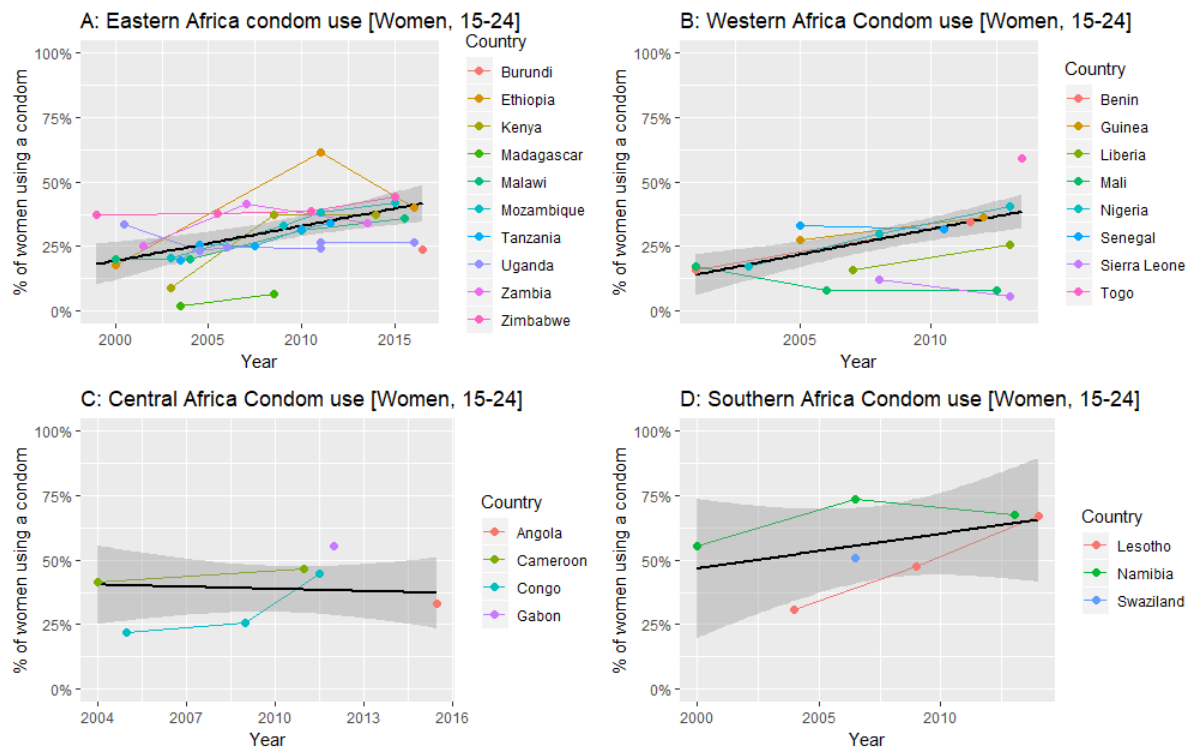 A: Eastern Africa condom use [Women, 15-24]
% of women using a condom
100%
75%
50%
25%
0%
2000
2005
2010
2015
Year
Country
Burundi
Ethiopia
Kenya
Madagascar
Malawi
Mozambique
Tanzania
Uganda
Zambia
Zimbabwe
B: Western Africa Condom use [Women, 15-24]
% of women using a condom
100%
75%
50%
25%
0%
2005
2010
Year
Country
Benin
Guinea
Liberia
Mali
Nigeria
Senegal
Sierra Leone
Togo
C: Central Africa Condom use [Women, 15-24]
% of women using a condom
100%
75%
50%
25%
0%
2004
2007
2010
2013
2016
Year
Country
Angola
Cameroon
Congo
Gabon
D: Southern Africa Condom use [Women, 15-24]
% of women using a condom
100%
75%
50%
25%
0%
2000
2005
2010
Year
Country
Lesotho
Namibia
Swaziland